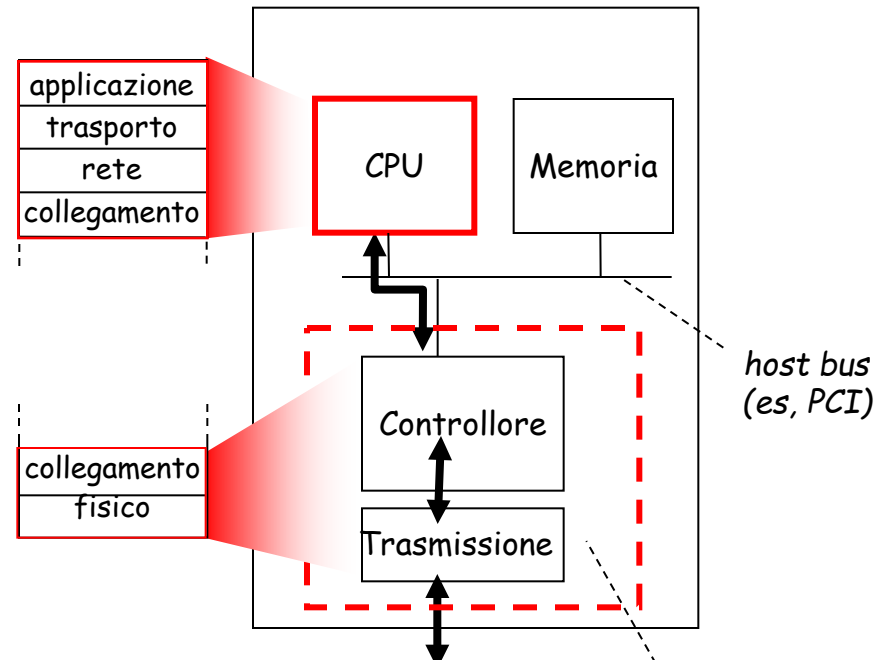 applicazione
trasporto
rete
collegamento
CPU
Memoria
host bus
(es, PCI)
Controllore
collegamento
fisico
Trasmissione